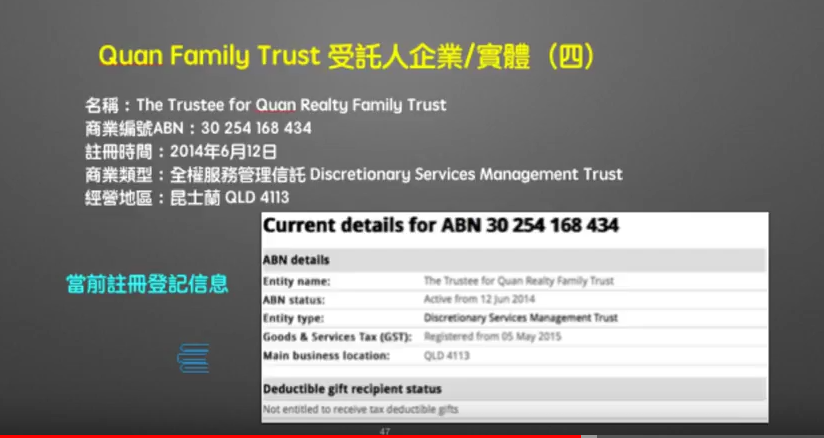 Quan Family Trust 受託人企業/實體（四）
名稱：The Trustee for Quan Realty Family Trust
商業編號ABN：30 254 168 434
註冊時間：2014年6月12日
商業類型：全權服務管理信託 Discretionary Services Management Trust
經營地區：昆士蘭 QLD 4113
當前註冊登記信息
Current details for ABN 30 254 168 434
ABN details
Entity name: The Trustee for Quan Realty Family Trust
ABN status: Active from 12 Jun 2014
Entity type: Discretionary Services Management Trust
Goods & Services Tax (GST): Registered from 05 May 2015
Main business location: QLD 4113
Deductible gift recipient status
Not entitled to receive tax deductible gifts
47